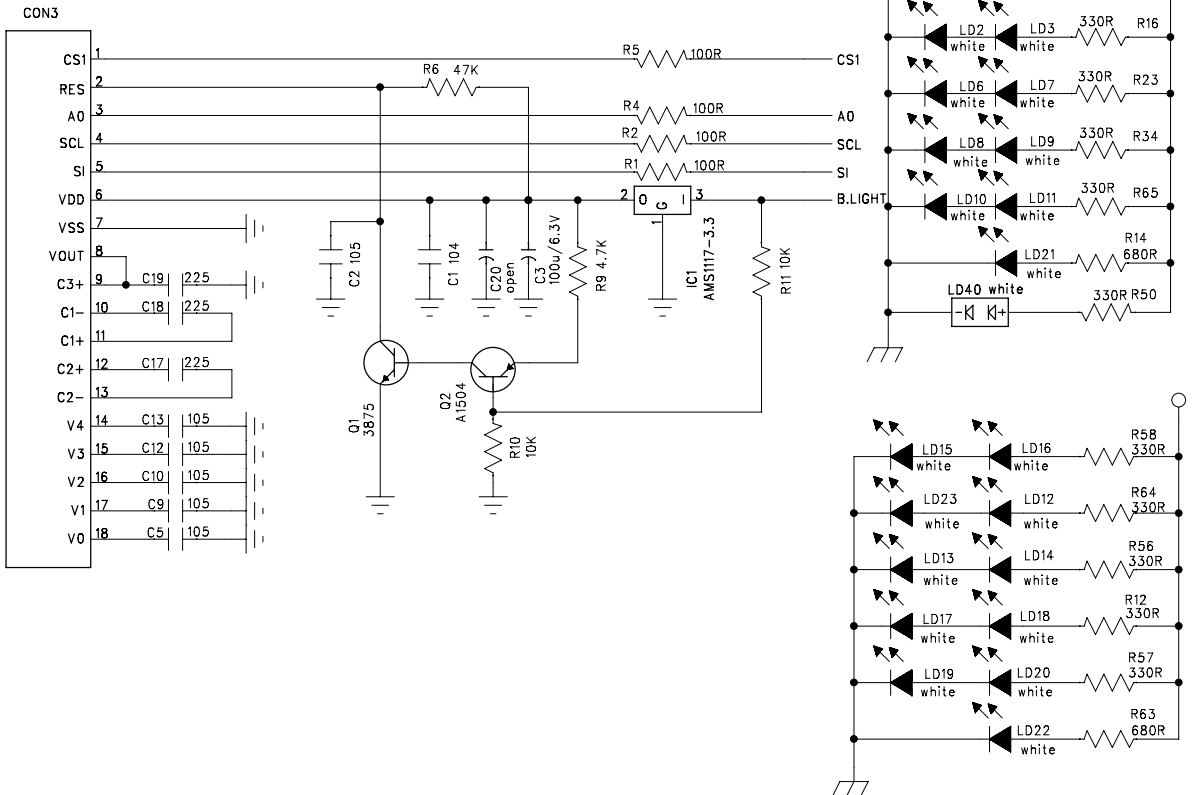 CON3
CS1 1 R5 100R CS1
RES 2 R6 47K
A0 3 R4 100R A0
SCL 4 R2 100R SCL
SI 5 R1 100R SI
VDD 6 2 O G I 3 B.LIGHT
1
VSS 7
VOUT 8
C3+ 9 C19 225
C1- 10 C18 225
C1+ 11
C2+ 12 C17 225
C2- 13
V4 14 C13 105
V3 15 C12 105
V2 16 C10 105
V1 17 C9 105
V0 18 C5 105
C2 105
C1 104
C20
open
C3
100u/6.3V
R9 4.7K
IC1
AMS1117-3.3
R11 10K
Q1
3875
Q2
A1504
R10
10K
LD2 LD3 330R R16
white white
LD6 LD7 330R R23
white white
LD8 LD9 330R R34
white white
LD10 LD11 330R R65
white white
LD21 R14
white 680R
LD40 white
- + 330R R50
LD15 LD16 R58
white white 330R
LD23 LD12 R64
white white 330R
LD13 LD14 R56
white white 330R
LD17 LD18 R12
white white 330R
LD19 LD20 R57
white white 330R
LD22 R63
white 680R